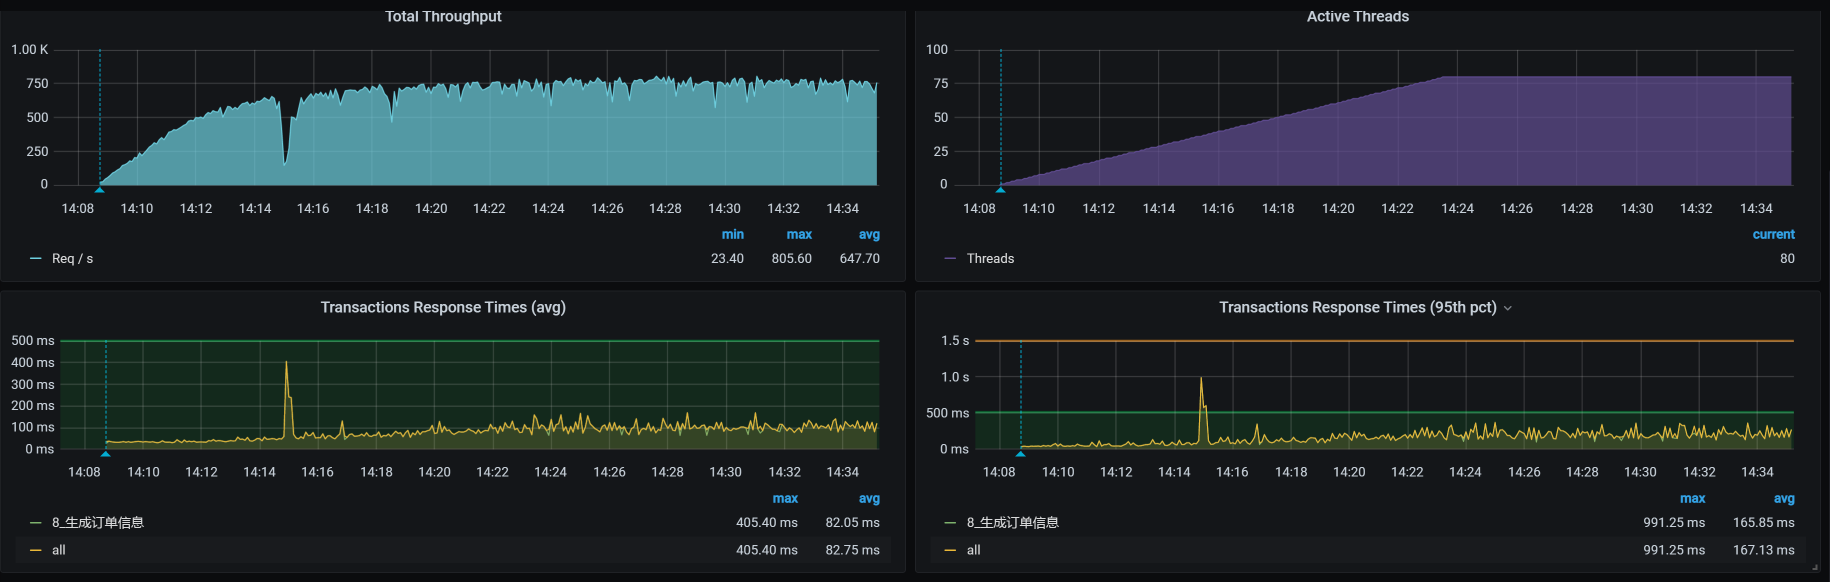 Total Throughput
1.00 K
750
500
250
0
14:08 14:10 14:12 14:14 14:16 14:18 14:20 14:22 14:24 14:26 14:28 14:30 14:32 14:34
min max avg
Req / s 23.40 805.60 647.70
Active Threads
100
75
50
25
0
14:08 14:10 14:12 14:14 14:16 14:18 14:20 14:22 14:24 14:26 14:28 14:30 14:32 14:34
current
Threads 80
Transactions Response Times (avg)
500 ms
400 ms
300 ms
200 ms
100 ms
0 ms
14:08 14:10 14:12 14:14 14:16 14:18 14:20 14:22 14:24 14:26 14:28 14:30 14:32 14:34
max avg
8_生成订单信息 405.40 ms 82.05 ms
all 405.40 ms 82.75 ms
Transactions Response Times (95th pct)
1.5 s
1.0 s
500 ms
0 ms
14:08 14:10 14:12 14:14 14:16 14:18 14:20 14:22 14:24 14:26 14:28 14:30 14:32 14:34
max avg
8_生成订单信息 991.25 ms 165.85 ms
all 991.25 ms 167.13 ms